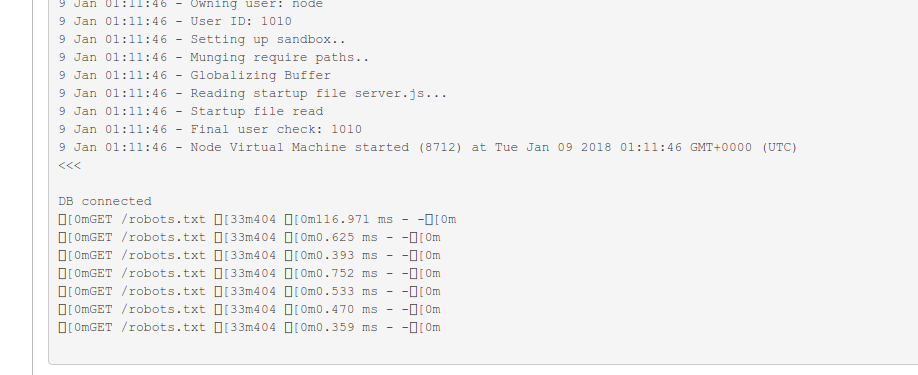 9 Jan 01:11:46 - Owning user: node
9 Jan 01:11:46 - User ID: 1010
9 Jan 01:11:46 - Setting up sandbox..
9 Jan 01:11:46 - Munging require paths..
9 Jan 01:11:46 - Globalizing Buffer
9 Jan 01:11:46 - Reading startup file server.js...
9 Jan 01:11:46 - Startup file read
9 Jan 01:11:46 - Final user check: 1010
9 Jan 01:11:46 - Node Virtual Machine started (8712) at Tue Jan 09 2018 01:11:46 GMT+0000 (UTC)
<<<
DB connected
▯[0mGET /robots.txt ▯[33m404 ▯[0m116.971 ms - -▯[0m
▯[0mGET /robots.txt ▯[33m404 ▯[0m0.625 ms - -▯[0m
▯[0mGET /robots.txt ▯[33m404 ▯[0m0.393 ms - -▯[0m
▯[0mGET /robots.txt ▯[33m404 ▯[0m0.752 ms - -▯[0m
▯[0mGET /robots.txt ▯[33m404 ▯[0m0.533 ms - -▯[0m
▯[0mGET /robots.txt ▯[33m404 ▯[0m0.470 ms - -▯[0m
▯[0mGET /robots.txt ▯[33m404 ▯[0m0.359 ms - -▯[0m